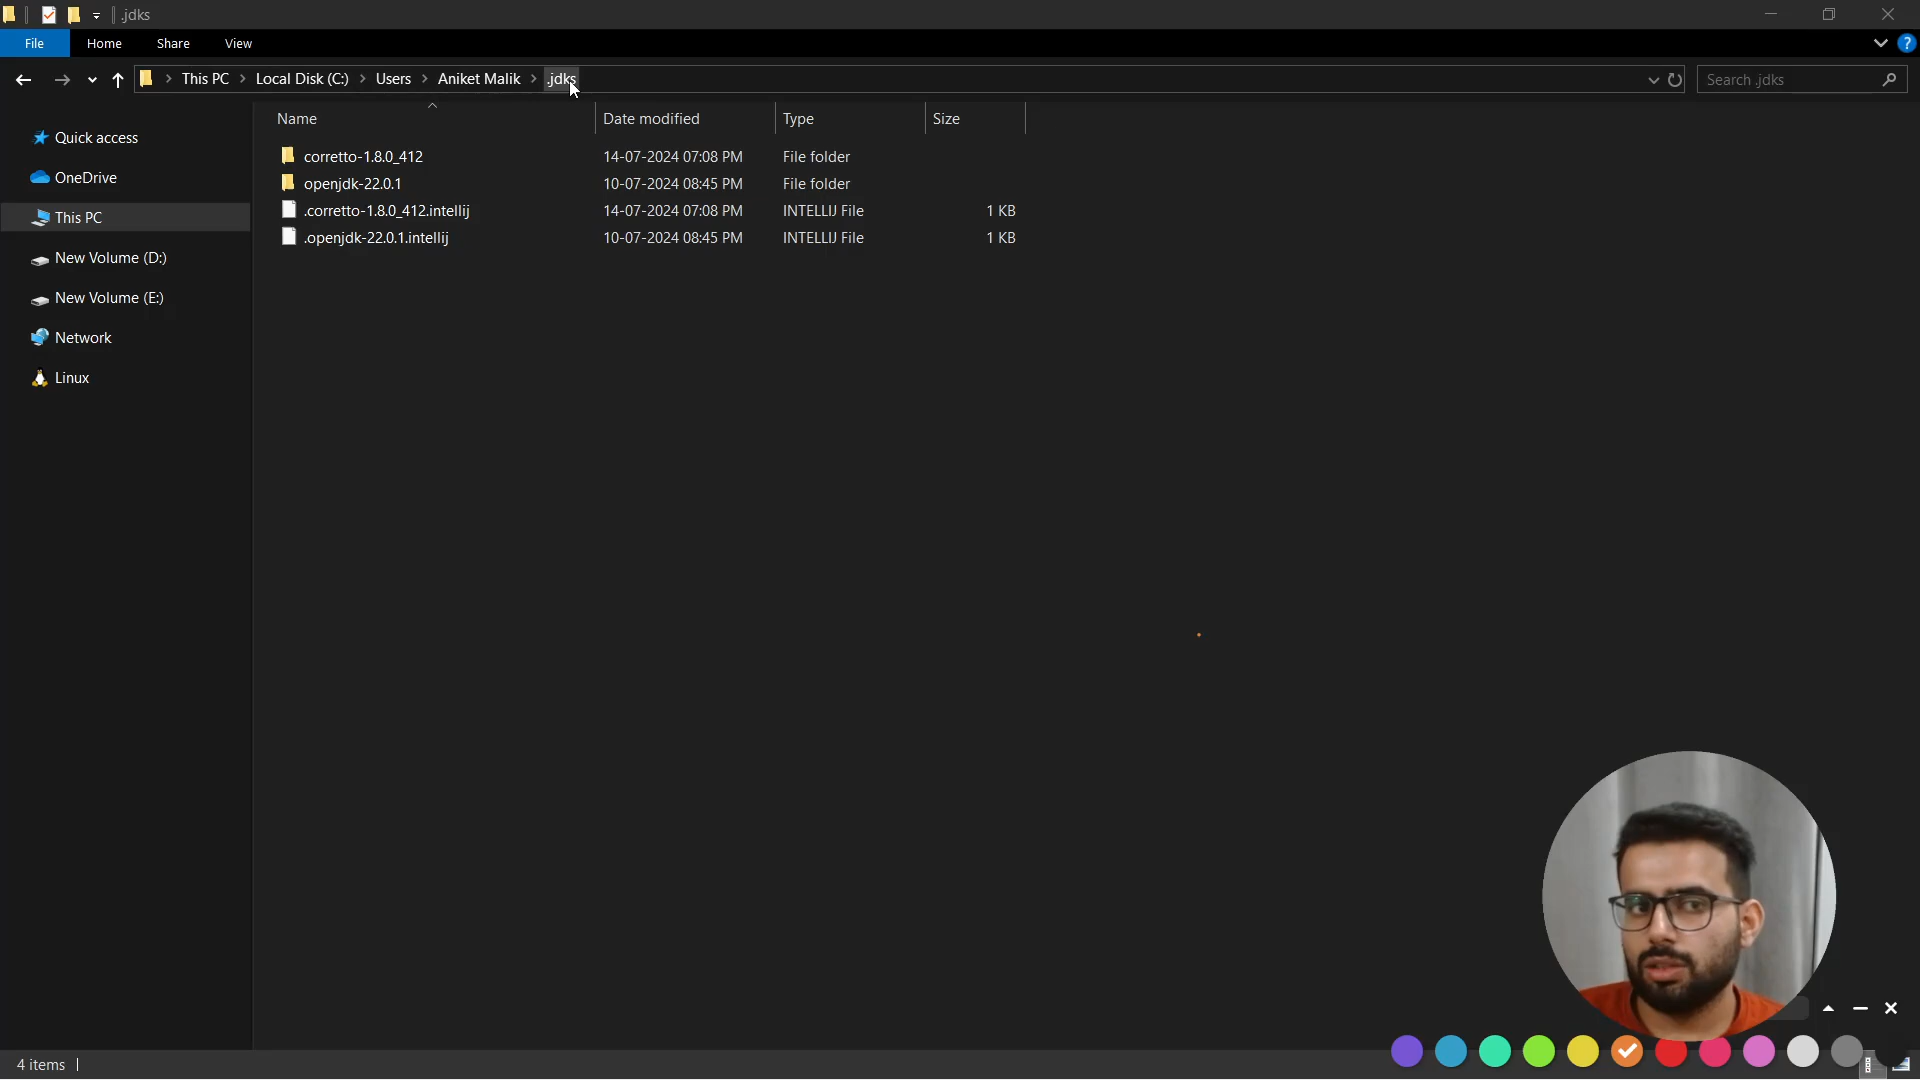 .jdks
File Home Share View
This PC Local Disk (C:) Users Aniket Malik .jdks
Search .jdks
Name Date modified Type Size
Quick access
OneDrive
This PC
New Volume (D:)
New Volume (E:)
Network
Linux
corretto-1.8.0_412 14-07-2024 07:08 PM File folder
openjdk-22.0.1 10-07-2024 08:45 PM File folder
.corretto-1.8.0_412.intellij 14-07-2024 07:08 PM INTELLIJ File 1 KB
.openjdk-22.0.1.intellij 10-07-2024 08:45 PM INTELLIJ File 1 KB
4 items